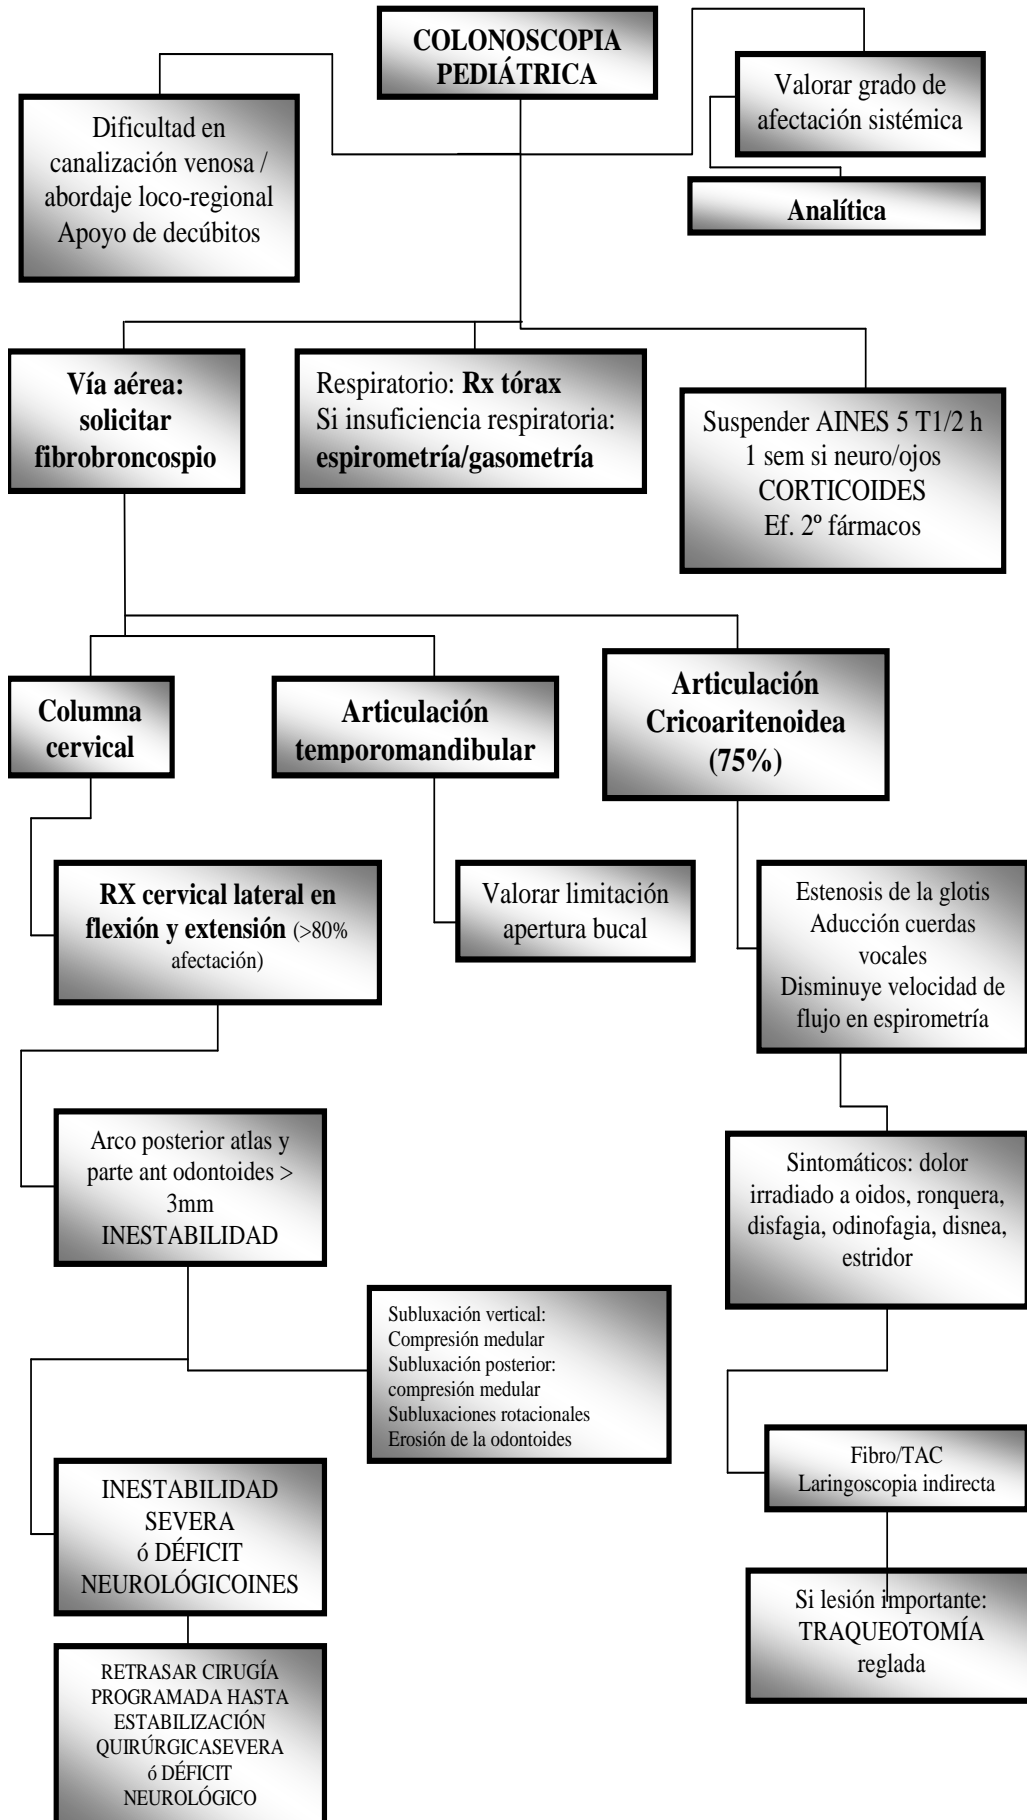 COLONOSCOPIA
PEDIÁTRICA
Valorar grado de
afectación sistémica
Analítica
Dificultad en
canalización venosa /
abordaje loco-regional
Apoyo de decúbitos
Vía aérea:
solicitar
fibrobroncospio
Respiratorio: Rx tórax
Si insuficiencia respiratoria:
espirometría/gasometría
Suspender AINES 5 T1/2 h
1 sem si neuro/ojos
CORTICOIDES
Ef. 2º fármacos
Columna
cervical
Articulación
temporomandibular
Articulación
Cricoaritenoidea
(75%)
RX cervical lateral en
flexión y extensión (>80%
afectación)
Valorar limitación
apertura bucal
Estenosis de la glotis
Aducción cuerdas
vocales
Disminuye velocidad de
flujo en espirometría
Arco posterior atlas y
parte ant odontoides >
3mm
INESTABILIDAD
Sintomáticos: dolor
irradiado a oidos, ronquera,
disfagia, odinofagia, disnea,
estridor
Subluxación vertical:
Compresión medular
Subluxación posterior:
compresión medular
Subluxaciones rotacionales
Erosión de la odontoides
Fibro/TAC
Laringoscopia indirecta
INESTABILIDAD
SEVERA
ó DÉFICIT
NEUROLÓGICOINES
Si lesión importante:
TRAQUEOTOMÍA
reglada
RETRASAR CIRUGÍA
PROGRAMADA HASTA
ESTABILIZACIÓN
QUIRÚRGICASEVERA
ó DÉFICIT
NEUROLÓGICO